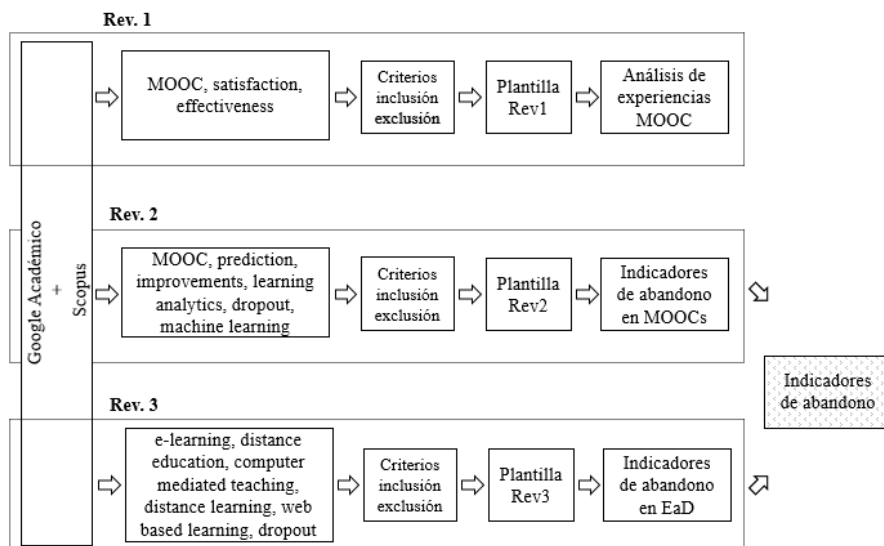 Rev. 1
MOOC, satisfaction,
effectiveness
Criterios
inclusión
exclusión
Plantilla
Rev1
Análisis de
experiencias
MOOC
Google Académico
+
Scopus
Rev. 2
MOOC, prediction,
improvements, learning
analytics, dropout,
machine learning
Criterios
inclusión
exclusión
Plantilla
Rev2
Indicadores
de abandono
en MOOCs
Indicadores
de abandono
Rev. 3
e-learning, distance
education, computer
mediated teaching,
distance learning, web
based learning, dropout
Criterios
inclusión
exclusión
Plantilla
Rev3
Indicadores
de abandono
en EaD